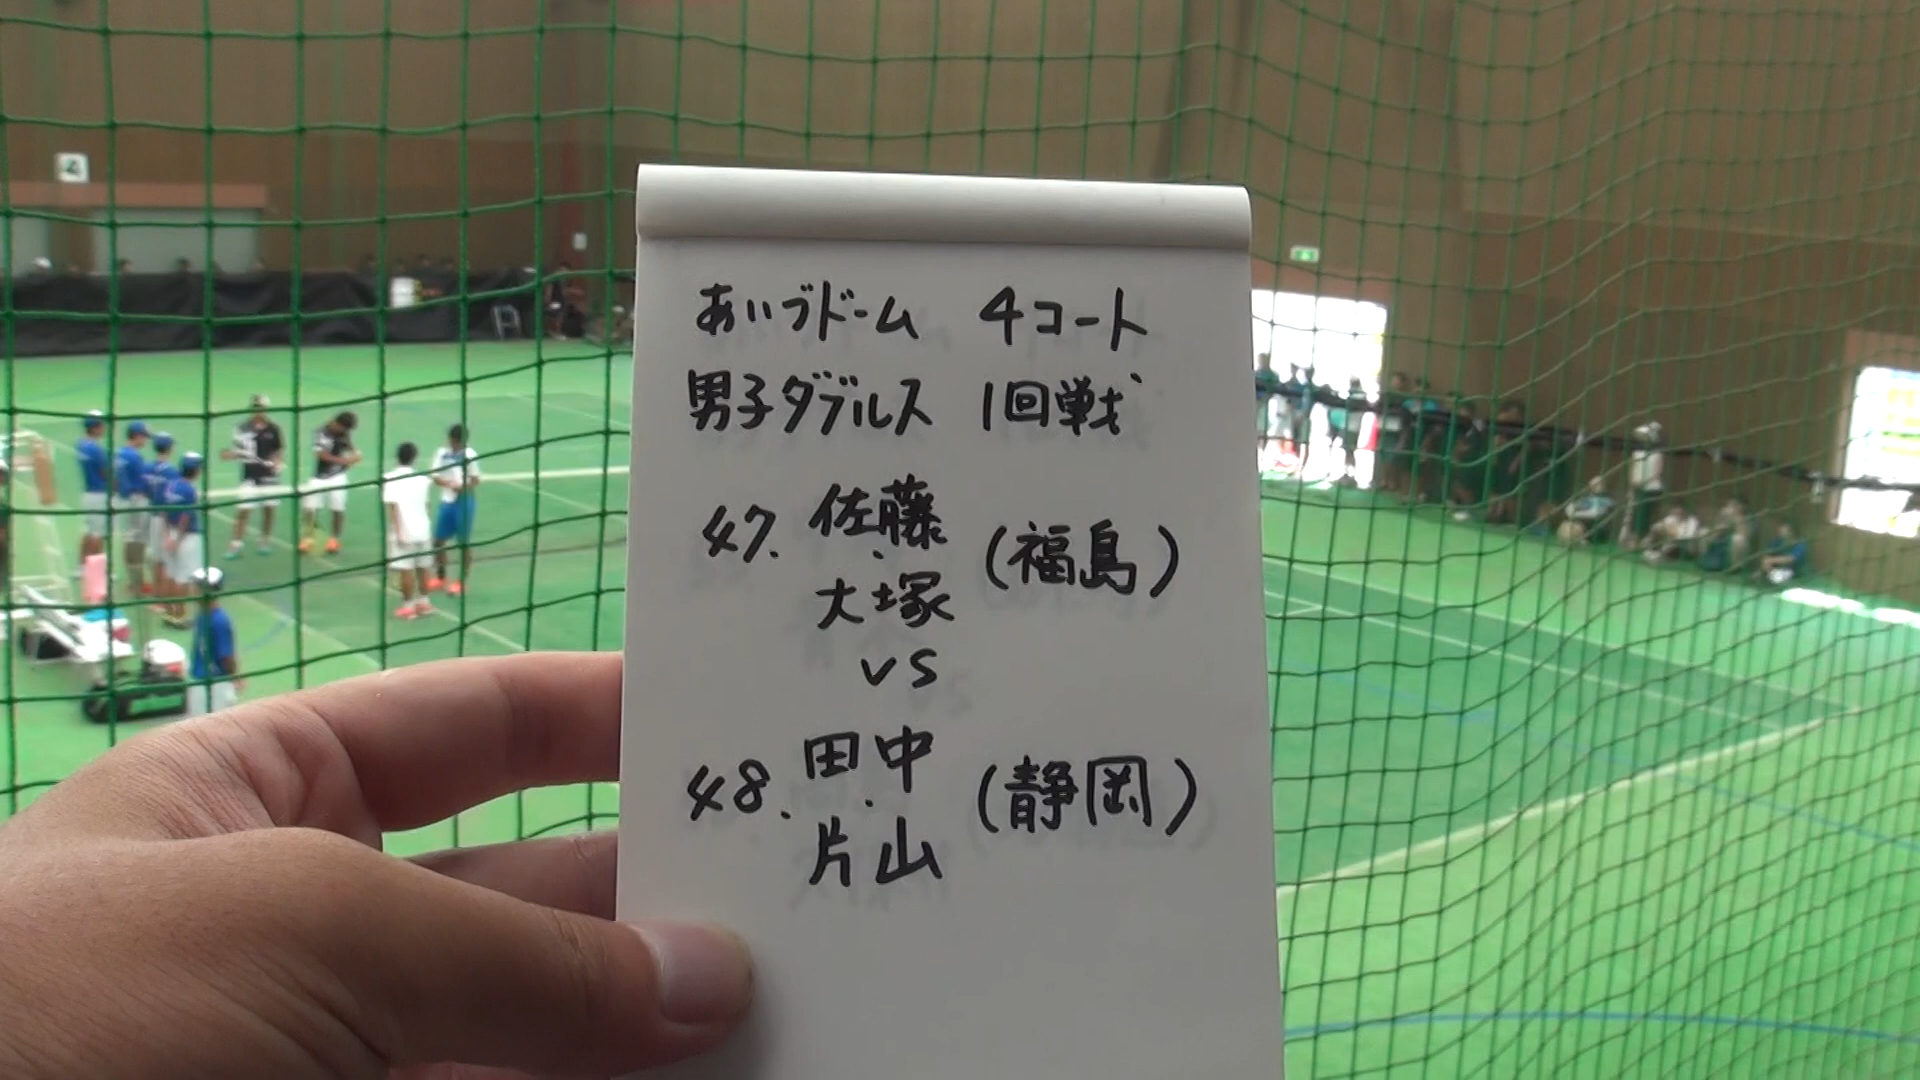 4
あいづドーム 4コート
男子ダブルス 1回戦
47. 佐藤・大塚 (福島)
vs
48. 田中・片山 (静岡)